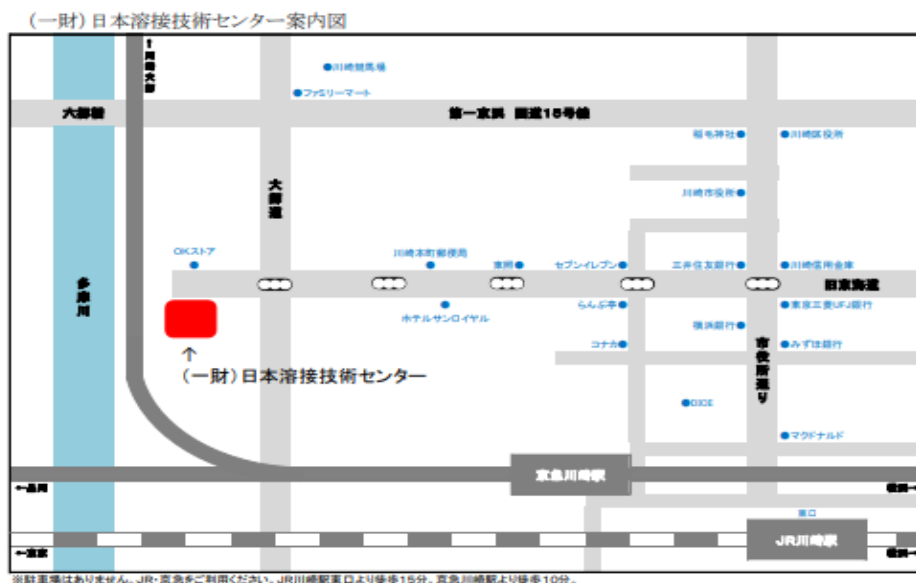 (一財)日本溶接技術センター案内図
川崎競馬場
ファミリーマート
大師橋
第一京浜 国道15号線
稲毛神社
川崎区役所
大師道
川崎市役所
OKストア
川崎本町郵便局
セブンイレブン
三井住友銀行
川崎信用金庫
多摩川
旧東海道
ホテルサンロイヤル
らんぷ亭
東京三菱UFJ銀行
横浜銀行
コナカ
みずほ銀行
↑
(一財)日本溶接技術センター
市役所通り
DICE
マクドナルド
京急川崎駅
←品川
横浜→
東口
←東京
JR川崎駅
横浜→
※駐車場はありません。JR・京急をご利用ください。JR川崎駅東口より徒歩15分。京急川崎駅より徒歩10分。